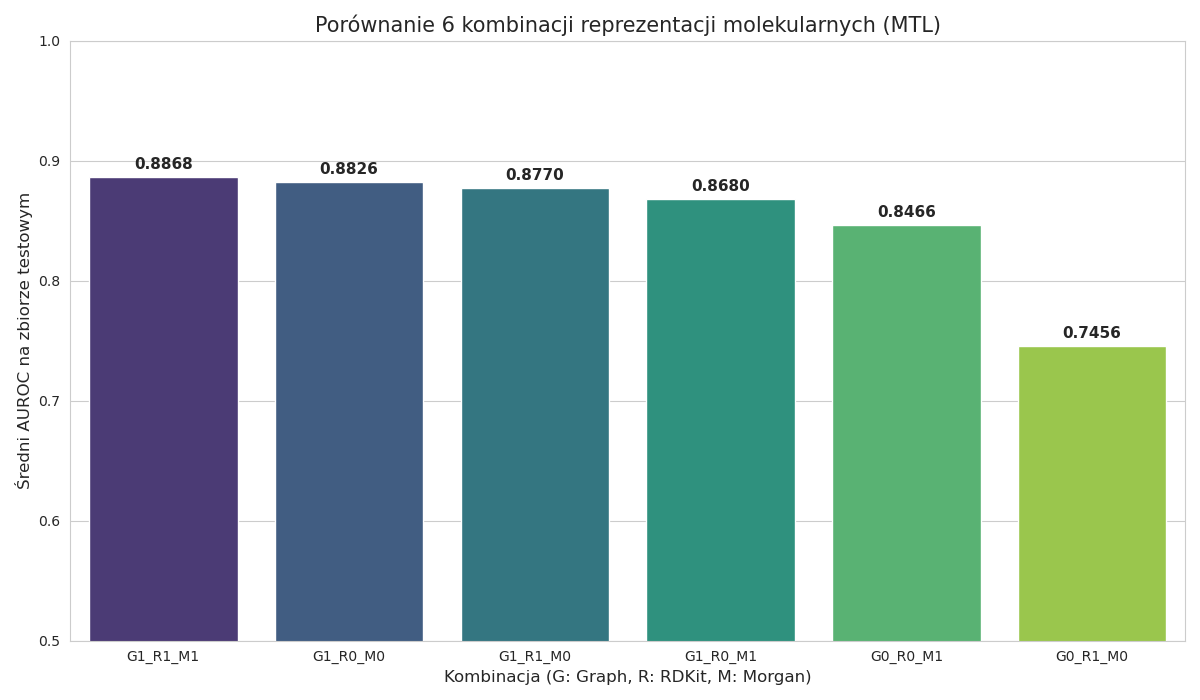 Porównanie 6 kombinacji reprezentacji molekularnych (MTL)
Średni AUROC na zbiorze testowym
1.0
0.9
0.8
0.7
0.6
0.5
0.8868
0.8826
0.8770
0.8680
0.8466
0.7456
G1_R1_M1
G1_R0_M0
G1_R1_M0
G1_R0_M1
G0_R0_M1
G0_R1_M0
Kombinacja (G: Graph, R: RDKit, M: Morgan)